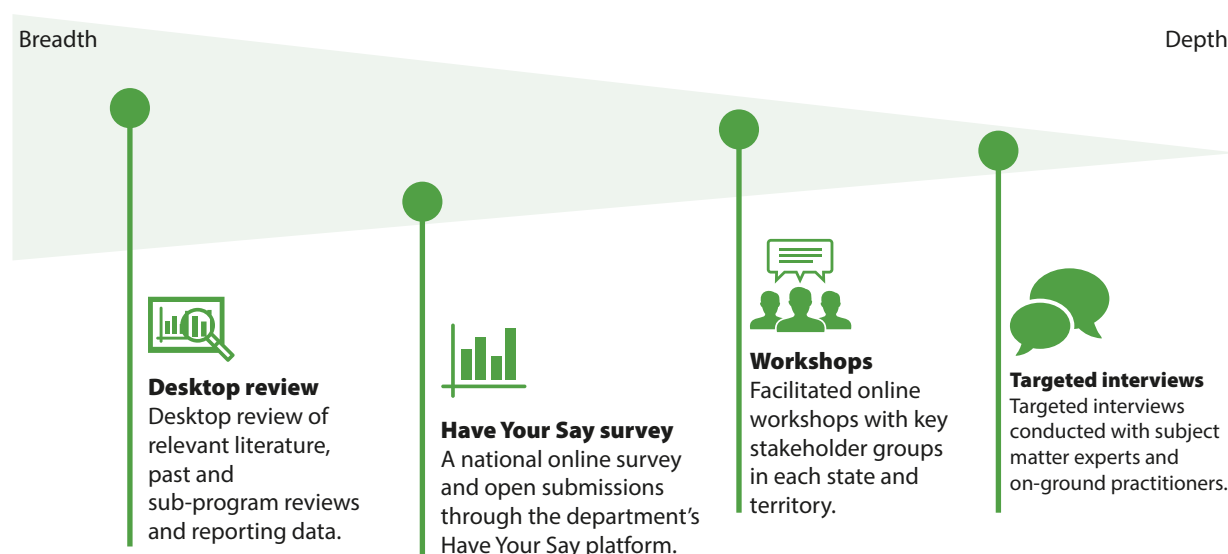 Breadth
Depth
Desktop review
Desktop review of
relevant literature,
past and
sub-program reviews
and reporting data.
Have Your Say survey
A national online survey
and open submissions
through the department’s
Have Your Say platform.
Workshops
Facilitated online
workshops with key
stakeholder groups
in each state and
territory.
Targeted interviews
Targeted interviews
conducted with subject
matter experts and
on-ground practitioners.